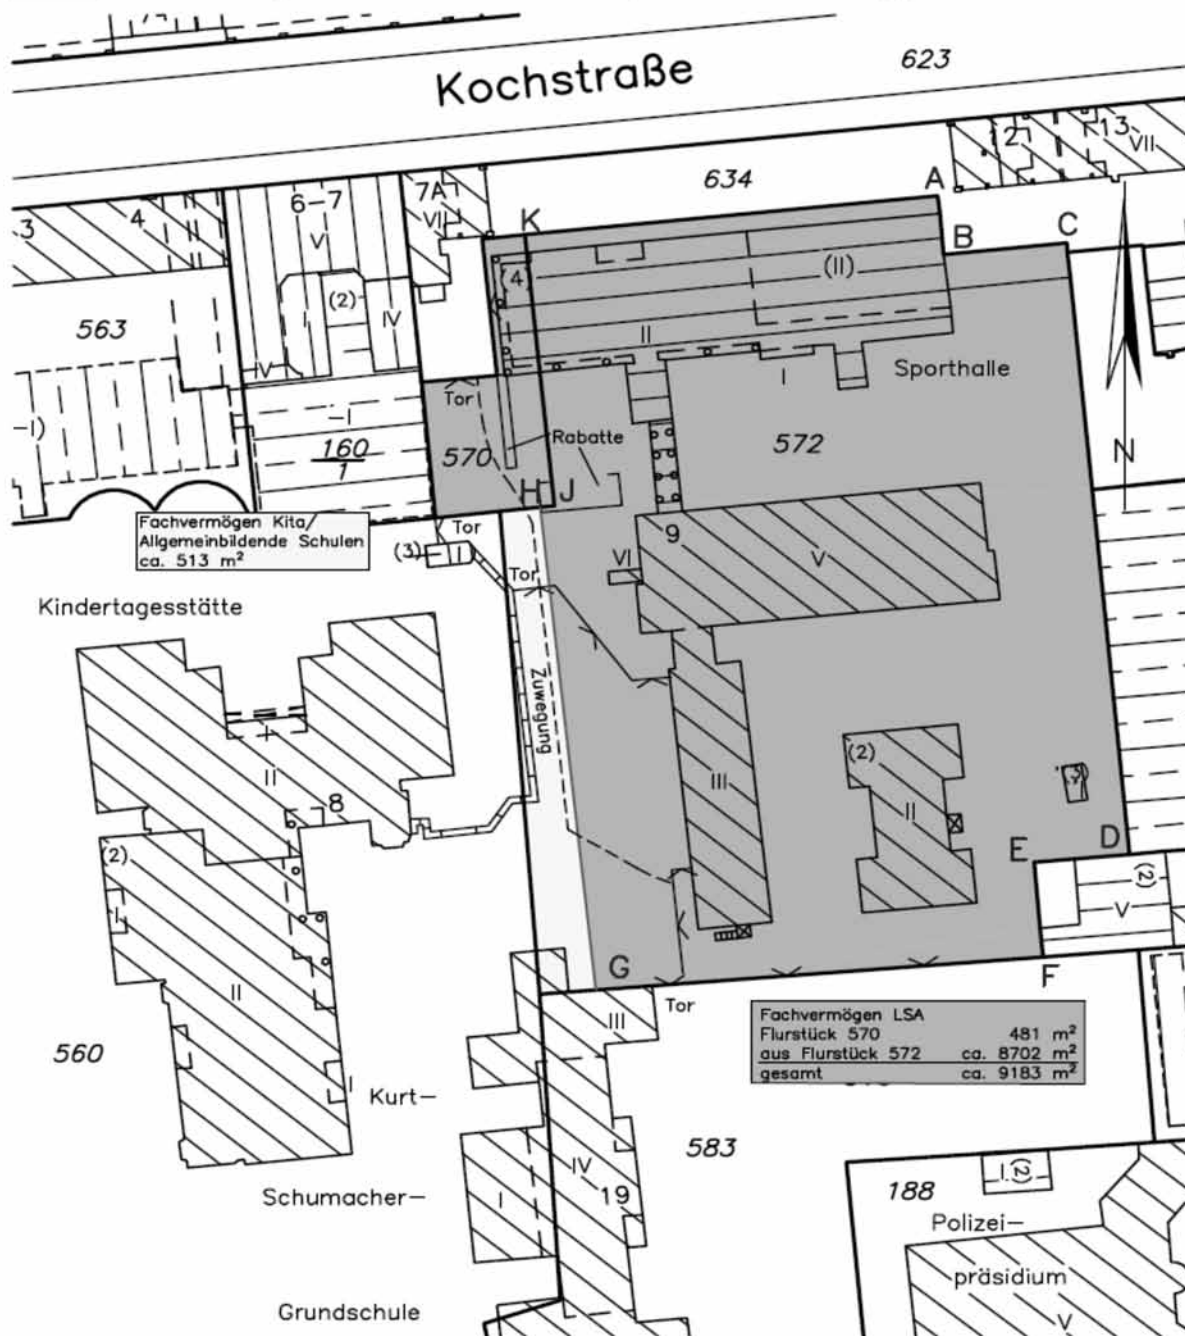 Kochstraße
623
634
A
12
13
VII
7A
VII
6-7
V
3
4
K
B
C
(4
(II)
(2)
I
IV
563
II
IV
I
Sporthalle
Tor
-I
-I)
160
1
570
Rabatte
572
N
H
J
Fachvermögen Kita/
Allgemeinbildende Schulen
ca. 513 m²
Tor
9
(3)
I
Tor
VI
V
Kindertagesstätte
Zuwegung
(2)
II
III
8
II
(2)
E
D
(2)
V
I
II
G
F
Fachvermögen LSA
Flurstück 570 481 m²
aus Flurstück 572 ca. 8702 m²
gesamt ca. 9183 m²
Tor
III
560
I
Kurt-
583
IV
188
I
(2)
Schumacher-
I
19
Polizei-
präsidium
Grundschule
V